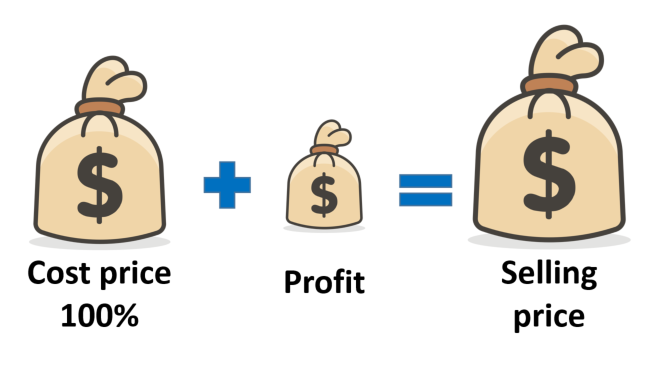 $
+
$
=
$
Cost price
100%
Profit
Selling
price